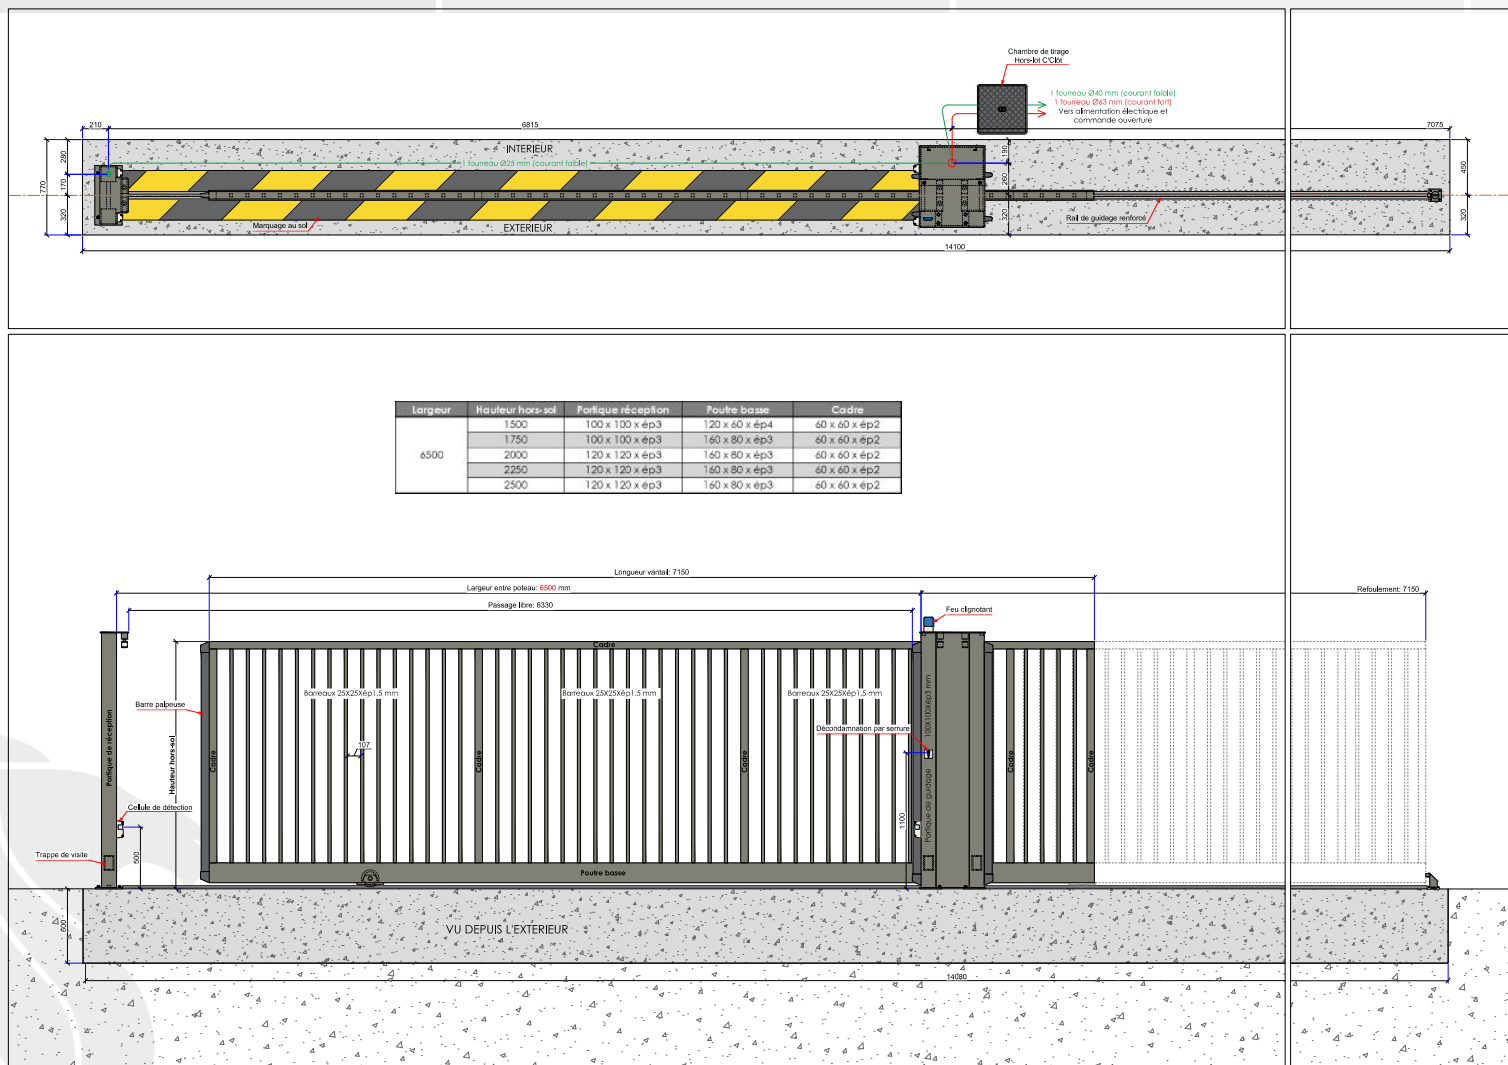 Chambre de tirage
Hors-lot C'Clôt
1 fourreau Ø40 mm (courant faible)
1 fourreau Ø63 mm (courant fort)
Vers alimentation électrique et
commande ouverture
210
6815
7075
INTERIEUR
1 fourreau Ø25 mm (courant faible)
280
170
320
770
190
260
320
450
320
Marquage au sol
EXTERIEUR
Rail de guidage renforcé
14100
Largeur Hauteur hors-sol Portique réception Poutre basse Cadre
6500
1500 100 x 100 x ép3 120 x 60 x ép4 60 x 60 x ép2
1750 100 x 100 x ép3 160 x 80 x ép3 60 x 60 x ép2
2000 120 x 120 x ép3 160 x 80 x ép3 60 x 60 x ép2
2250 120 x 120 x ép3 160 x 80 x ép3 60 x 60 x ép2
2500 120 x 120 x ép3 160 x 80 x ép3 60 x 60 x ép2
Longueur vantail: 7150
Largeur entre poteau: 6500 mm
Refoulement: 7150
Passage libre: 6330
Feu clignotant
Cadre
Barreaux 25X25Xép1,5 mm
Barreaux 25X25Xép1,5 mm
Barreaux 25X25Xép1,5 mm
Barre palpeuse
Portique de réception
Hauteur hors-sol
107
Décondamnation par serrure
100X100Xép3 mm
Portique de guidage
Cadre
Cadre
Cadre
Cadre
Cadre
Cellule de détection
1100
500
Trappe de visite
Poutre basse
600
VU DEPUIS L'EXTERIEUR
14080